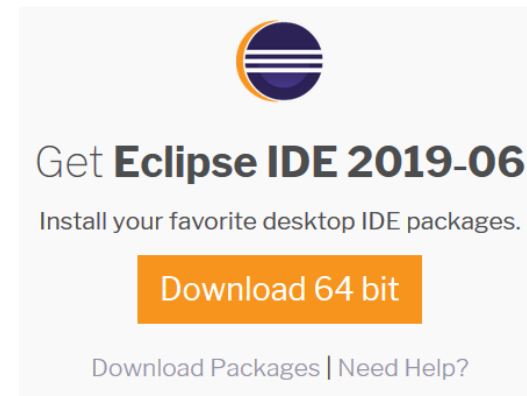 Get Eclipse IDE 2019-06
Install your favorite desktop IDE packages.
Download 64 bit
Download Packages | Need Help?